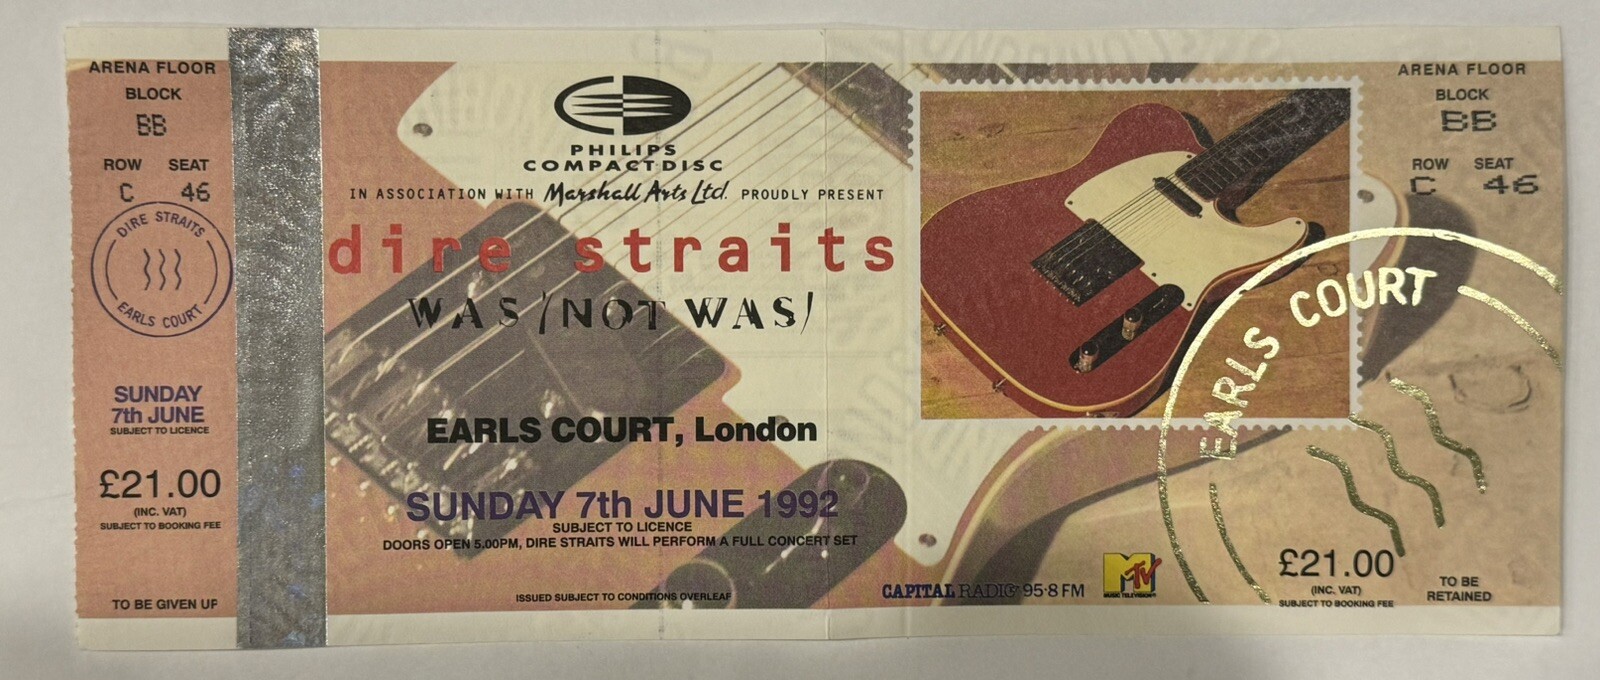 ARENA FLOOR
BLOCK
BB
ROW SEAT
C 46
DIRE STRAITS
EARLS COURT
SUNDAY
7th JUNE
SUBJECT TO LICENCE
£21.00
(INC. VAT)
SUBJECT TO BOOKING FEE
TO BE GIVEN UP
PHILIPS
COMPACT DISC
IN ASSOCIATION WITH Marshall Arts Ltd. PROUDLY PRESENT
dire straits
WAS (NOT WAS)
EARLS COURT, London
SUNDAY 7th JUNE 1992
SUBJECT TO LICENCE
DOORS OPEN 5.00PM, DIRE STRAITS WILL PERFORM A FULL CONCERT SET
ISSUED SUBJECT TO CONDITIONS OVERLEAF
CAPITAL RADIO 95·8 FM
MTV
MUSIC TELEVISION
EARLS COURT
ARENA FLOOR
BLOCK
BB
ROW SEAT
C 46
£21.00
(INC. VAT)
SUBJECT TO BOOKING FEE
TO BE
RETAINED